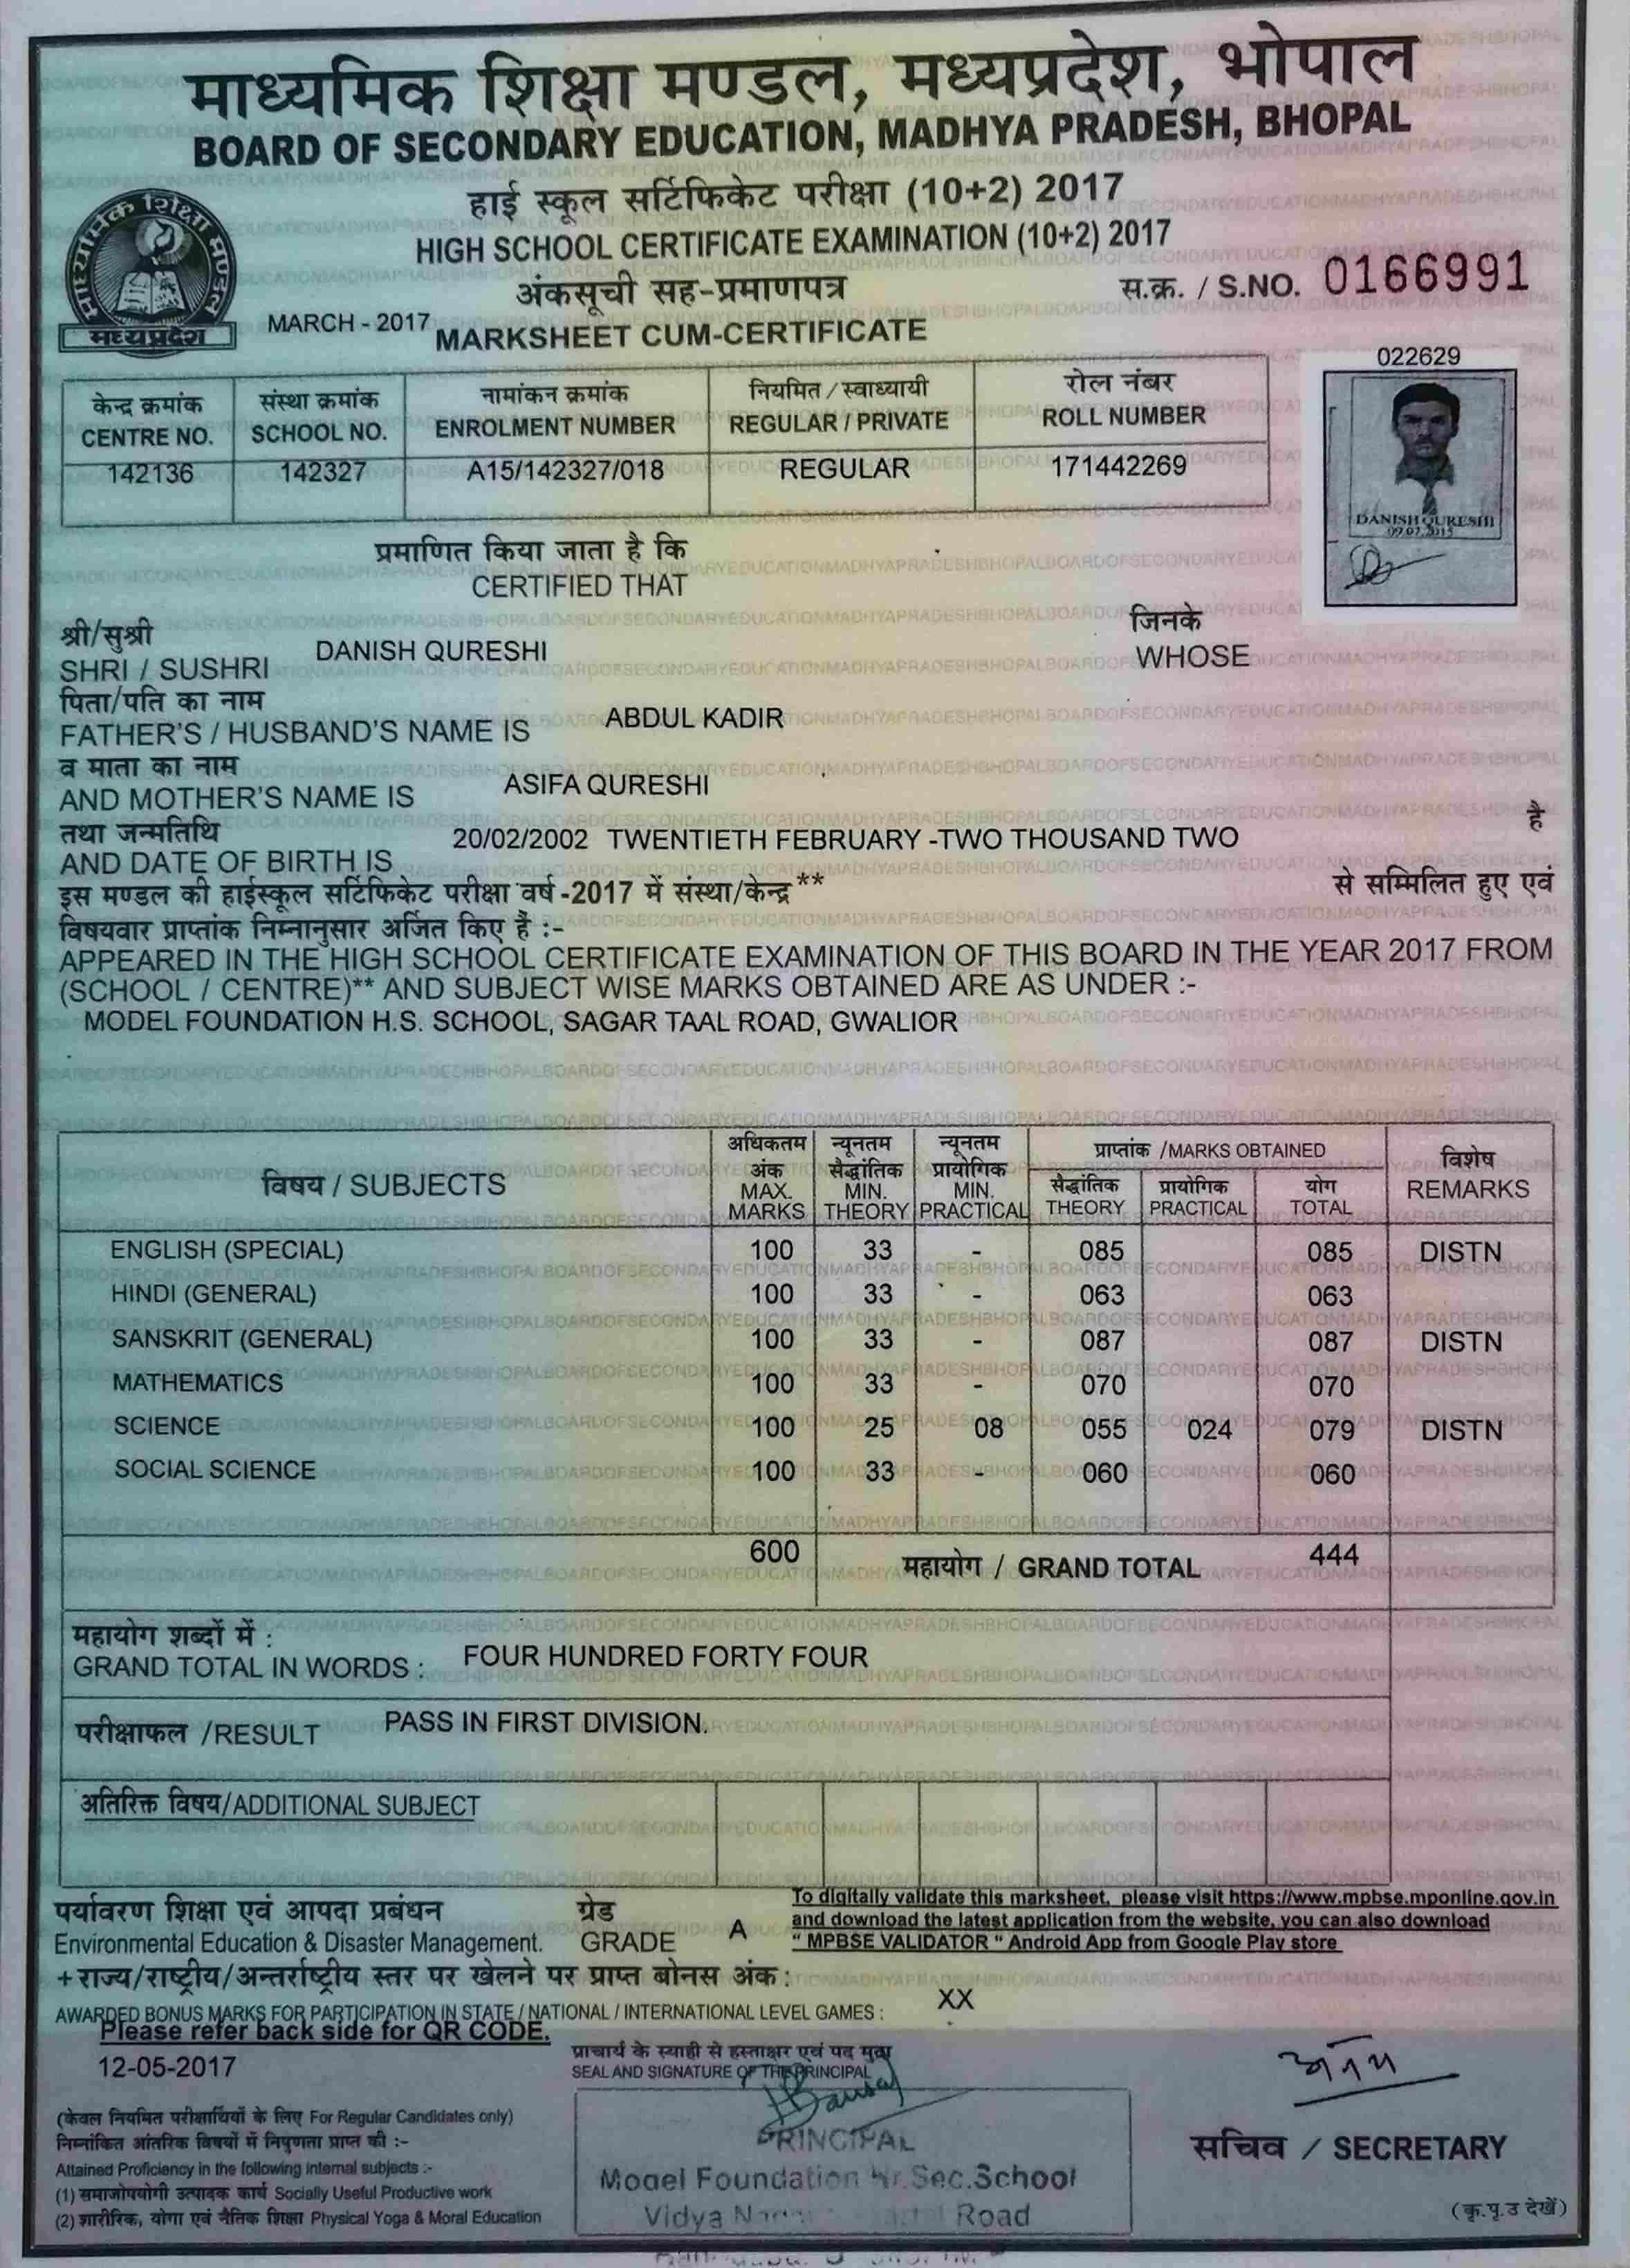 माध्यमिक शिक्षा मण्डल, मध्यप्रदेश, भोपाल
BOARD OF SECONDARY EDUCATION, MADHYA PRADESH, BHOPAL
हाई स्कूल सर्टिफिकेट परीक्षा (10+2) 2017
HIGH SCHOOL CERTIFICATE EXAMINATION (10+2) 2017
माध्यमिक शिक्षा मण्डल
मध्यप्रदेश
अंकसूची सह-प्रमाणपत्र
स.क्र. / S.NO. 0166991
MARCH - 2017 MARKSHEET CUM-CERTIFICATE
022629
केन्द्र क्रमांक संस्था क्रमांक नामांकन क्रमांक नियमित / स्वाध्यायी रोल नंबर
CENTRE NO. SCHOOL NO. ENROLMENT NUMBER REGULAR / PRIVATE ROLL NUMBER
142136 142327 A15/142327/018 REGULAR 171442269
DANISH QURESHI
09.07.2015
प्रमाणित किया जाता है कि
CERTIFIED THAT
श्री/सुश्री जिनके
SHRI / SUSHRI DANISH QURESHI WHOSE
पिता/पति का नाम
FATHER'S / HUSBAND'S NAME IS ABDUL KADIR
व माता का नाम
AND MOTHER'S NAME IS ASIFA QURESHI
तथा जन्मतिथि है
AND DATE OF BIRTH IS 20/02/2002 TWENTIETH FEBRUARY -TWO THOUSAND TWO
इस मण्डल की हाईस्कूल सर्टिफिकेट परीक्षा वर्ष-2017 में संस्था/केन्द्र** से सम्मिलित हुए एवं
विषयवार प्राप्तांक निम्नानुसार अर्जित किए है :-
APPEARED IN THE HIGH SCHOOL CERTIFICATE EXAMINATION OF THIS BOARD IN THE YEAR 2017 FROM
(SCHOOL / CENTRE)** AND SUBJECT WISE MARKS OBTAINED ARE AS UNDER :-
MODEL FOUNDATION H.S. SCHOOL, SAGAR TAAL ROAD, GWALIOR
विषय / SUBJECTS
अधिकतम अंक MAX. MARKS
न्यूनतम सैद्धांतिक MIN. THEORY
न्यूनतम प्रायोगिक MIN. PRACTICAL
प्राप्तांक /MARKS OBTAINED
सैद्धांतिक THEORY
प्रायोगिक PRACTICAL
योग TOTAL
विशेष REMARKS
ENGLISH (SPECIAL) 100 33 - 085 085 DISTN
HINDI (GENERAL) 100 33 - 063 063
SANSKRIT (GENERAL) 100 33 - 087 087 DISTN
MATHEMATICS 100 33 - 070 070
SCIENCE 100 25 08 055 024 079 DISTN
SOCIAL SCIENCE 100 33 - 060 060
600 महायोग / GRAND TOTAL 444
महायोग शब्दों में :
GRAND TOTAL IN WORDS : FOUR HUNDRED FORTY FOUR
परीक्षाफल /RESULT PASS IN FIRST DIVISION.
अतिरिक्त विषय/ADDITIONAL SUBJECT
पर्यावरण शिक्षा एवं आपदा प्रबंधन ग्रेड
Environmental Education & Disaster Management. GRADE A
To digitally validate this marksheet, please visit https://www.mpbse.mponline.gov.in
and download the latest application from the website, you can also download
" MPBSE VALIDATOR " Android App from Google Play store
+राज्य/राष्ट्रीय/अन्तर्राष्ट्रीय स्तर पर खेलने पर प्राप्त बोनस अंक :
AWARDED BONUS MARKS FOR PARTICIPATION IN STATE / NATIONAL / INTERNATIONAL LEVEL GAMES : XX
Please refer back side for QR CODE.
12-05-2017
प्राचार्य के स्याही से हस्ताक्षर एवं पद मुद्रा
SEAL AND SIGNATURE OF THE PRINCIPAL
PRINCIPAL
Model Foundation Hr.Sec.School
Vidya Road
(केवल नियमित परीक्षार्थियों के लिए For Regular Candidates only)
निम्नांकित आंतरिक विषयों में निपुणता प्राप्त की :-
Attained Proficiency in the following internal subjects :-
(1) समाजोपयोगी उत्पादक कार्य Socially Useful Productive work
(2) शारीरिक, योगा एवं नैतिक शिक्षा Physical Yoga & Moral Education
सचिव / SECRETARY
(कृ.पृ.उ देखें)